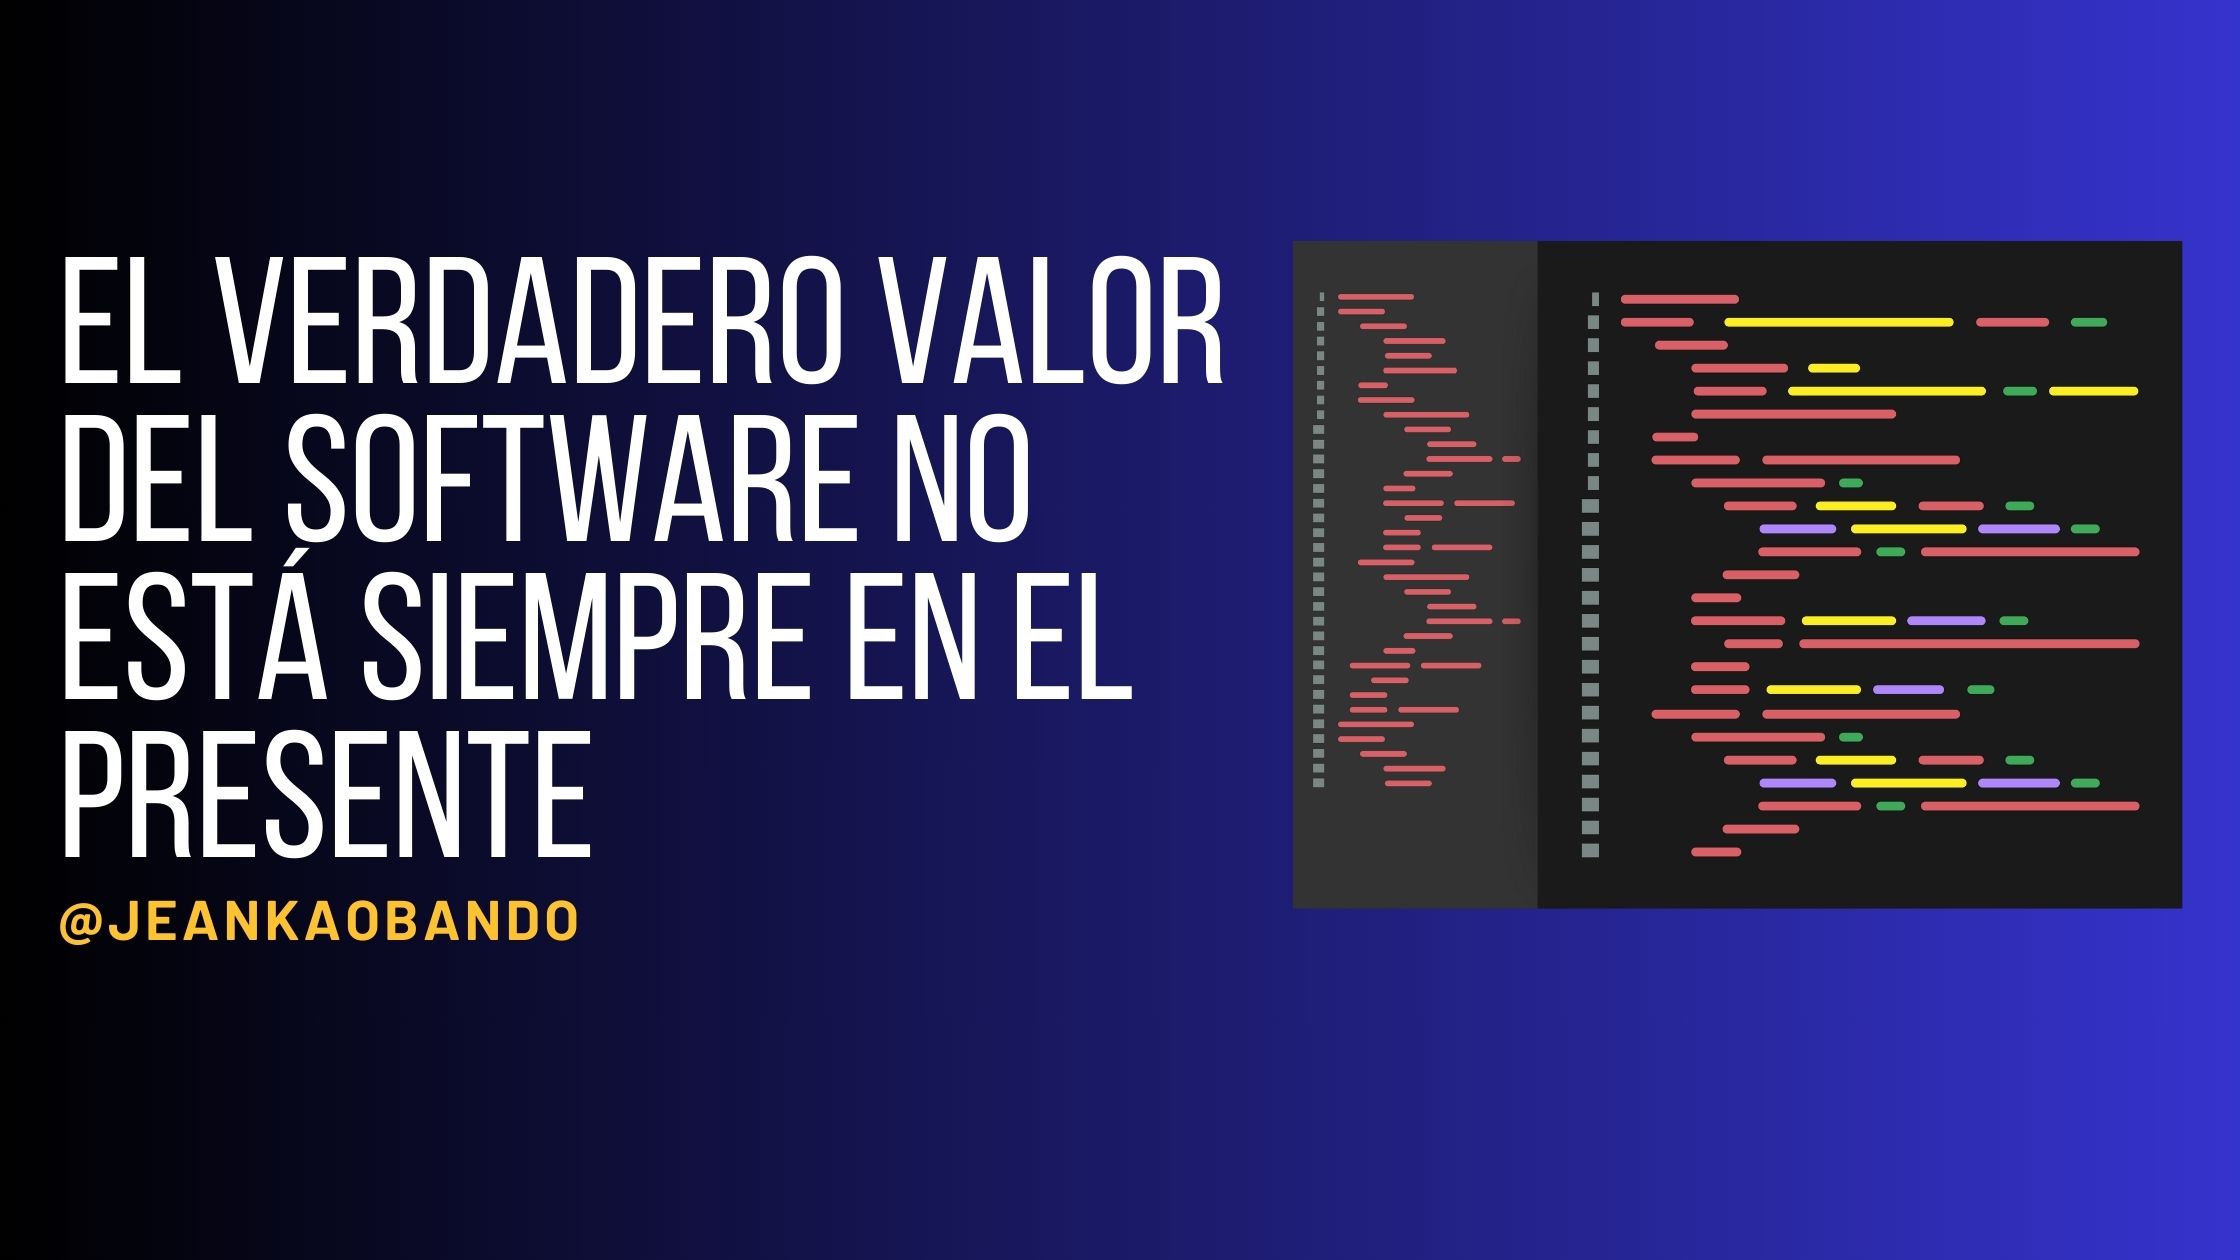 EL VERDADERO VALOR
DEL SOFTWARE NO
ESTÁ SIEMPRE EN EL
PRESENTE
@JEANKAOBANDO